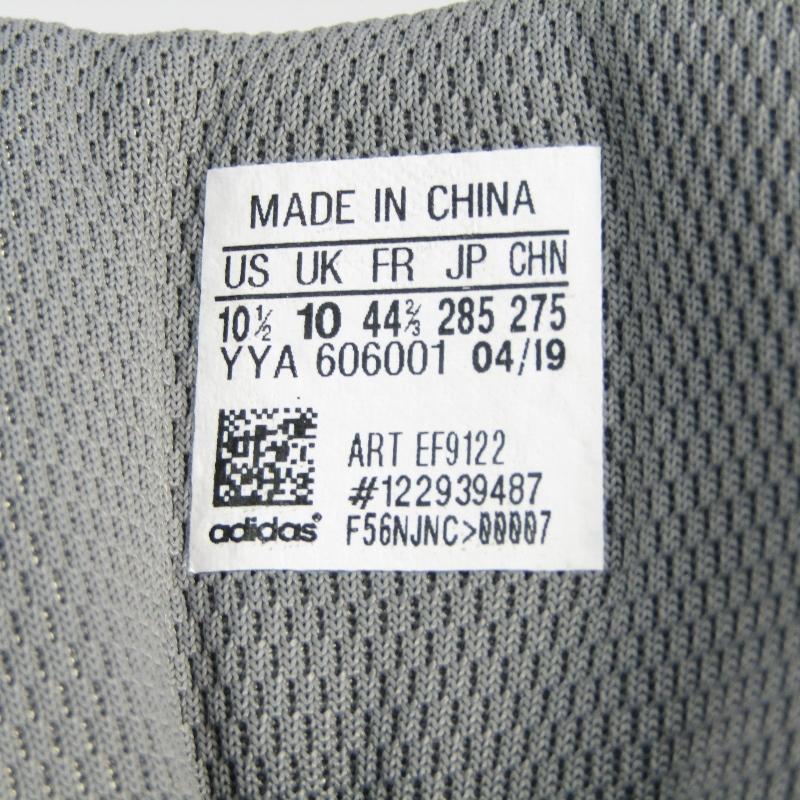 MADE IN CHINA
US UK FR JP CHN
10½ 10 44⅔ 285 275
YYA 606001 04/19
ART EF9122
#122939487
adidas® F56NJNC>00007